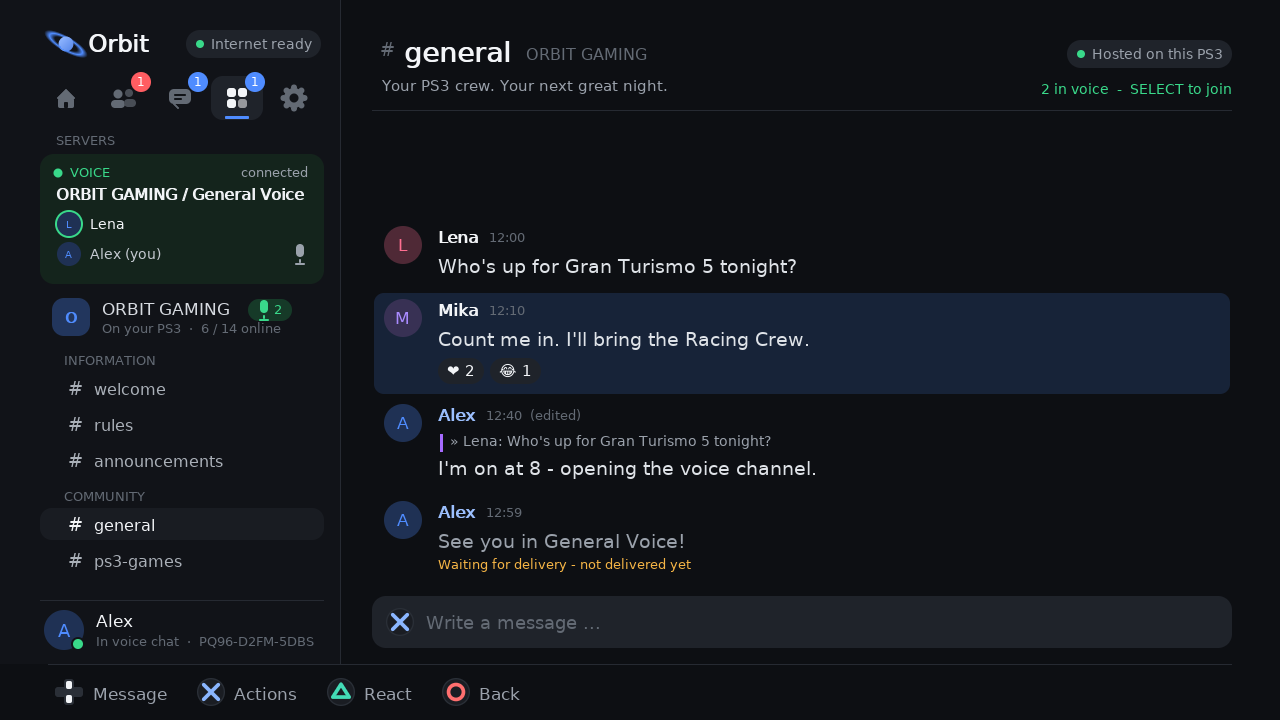 Orbit
Internet ready
1
1
1
SERVERS
VOICE connected
ORBIT GAMING / General Voice
L Lena
A Alex (you)
O ORBIT GAMING 2
On your PS3 · 6 / 14 online
INFORMATION
# welcome
# rules
# announcements
COMMUNITY
# general
# ps3-games
A Alex
In voice chat · PQ96-D2FM-5DBS
# general ORBIT GAMING
Hosted on this PS3
Your PS3 crew. Your next great night.
2 in voice - SELECT to join
L Lena 12:00
Who's up for Gran Turismo 5 tonight?
M Mika 12:10
Count me in. I'll bring the Racing Crew.
❤ 2 😂 1
A Alex 12:40 (edited)
» Lena: Who's up for Gran Turismo 5 tonight?
I'm on at 8 - opening the voice channel.
A Alex 12:59
See you in General Voice!
Waiting for delivery - not delivered yet
Write a message ...
Message Actions React Back